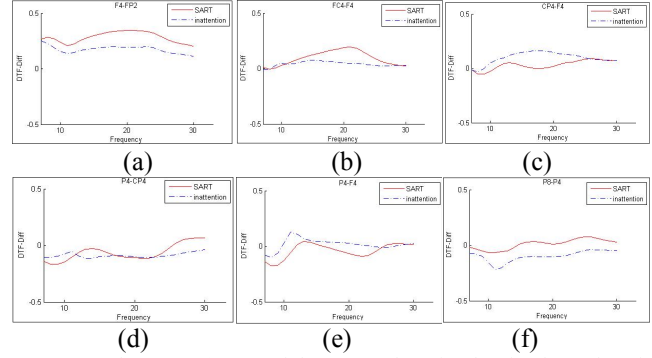 F4-FP2
0.5
0
-0.5
DTF-Diff
10
20
30
Frequency
SART
inattention
(a)
FC4-F4
0.5
0
-0.5
DTF-Diff
10
20
30
Frequency
SART
inattention
(b)
CP4-F4
0.5
0
-0.5
DTF-Diff
10
20
30
Frequency
SART
inattention
(c)
P4-CP4
0.5
0
-0.5
DTF-Diff
10
20
30
Frequency
SART
inattention
(d)
P4-F4
0.5
0
-0.5
DTF-Diff
10
20
30
Frequency
SART
inattention
(e)
P8-P4
0.5
0
-0.5
DTF-Diff
10
20
30
Frequency
SART
inattention
(f)